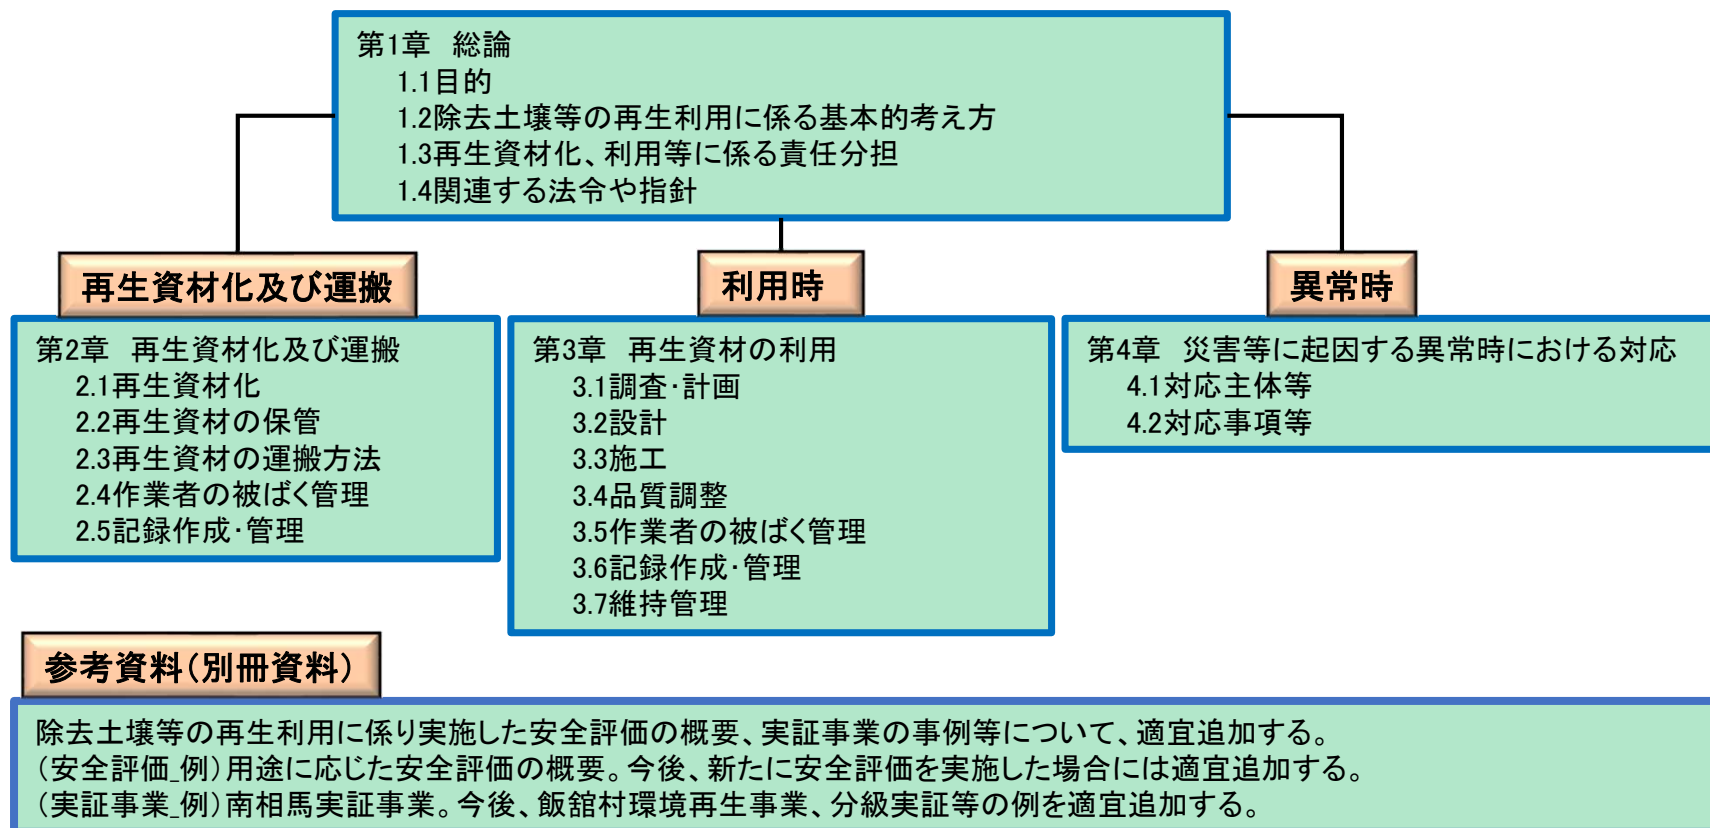 第1章 総論
1.1目的
1.2除去土壌等の再生利用に係る基本的考え方
1.3再生資材化、利用等に係る責任分担
1.4関連する法令や指針
再生資材化及び運搬
第2章 再生資材化及び運搬
2.1再生資材化
2.2再生資材の保管
2.3再生資材の運搬方法
2.4作業者の被ばく管理
2.5記録作成・管理
利用時
第3章 再生資材の利用
3.1調査・計画
3.2設計
3.3施工
3.4品質調整
3.5作業者の被ばく管理
3.6記録作成・管理
3.7維持管理
異常時
第4章 災害等に起因する異常時における対応
4.1対応主体等
4.2対応事項等
参考資料(別冊資料)
除去土壌等の再生利用に係り実施した安全評価の概要、実証事業の事例等について、適宜追加する。
(安全評価_例)用途に応じた安全評価の概要。今後、新たに安全評価を実施した場合には適宜追加する。
(実証事業_例)南相馬実証事業。今後、飯舘村環境再生事業、分級実証等の例を適宜追加する。